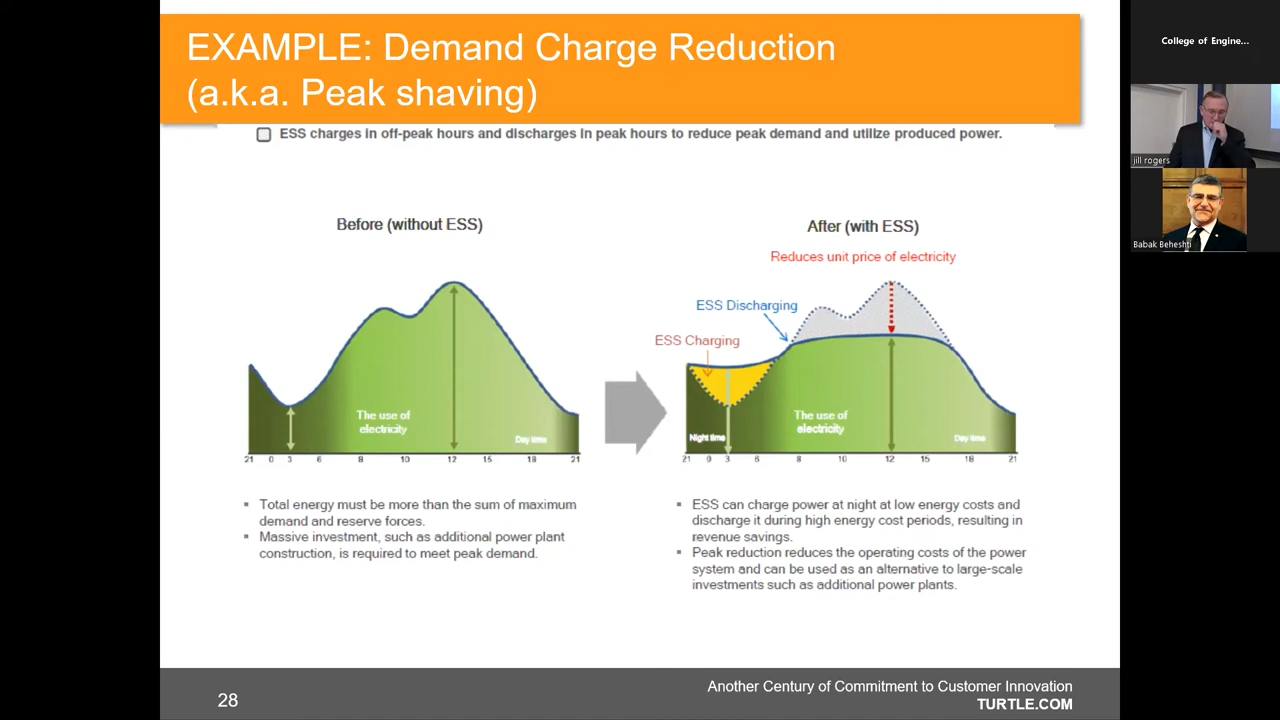 EXAMPLE: Demand Charge Reduction
(a.k.a. Peak shaving)
College of Engine...
ESS charges in off-peak hours and discharges in peak hours to reduce peak demand and utilize produced power.
jill rogers
Babak Beheshti
Before (without ESS)
After (with ESS)
Reduces unit price of electricity
ESS Discharging
ESS Charging
The use of
electricity
Day time
21 0 3 6 8 10 12 15 18 21
The use of
electricity
Night time
Day time
21 0 3 6 8 10 12 15 18 21
▪ Total energy must be more than the sum of maximum
demand and reserve forces.
▪ Massive investment, such as additional power plant
construction, is required to meet peak demand.
▪ ESS can charge power at night at low energy costs and
discharge it during high energy cost periods, resulting in
revenue savings.
▪ Peak reduction reduces the operating costs of the power
system and can be used as an alternative to large-scale
investments such as additional power plants.
28
Another Century of Commitment to Customer Innovation
TURTLE.COM